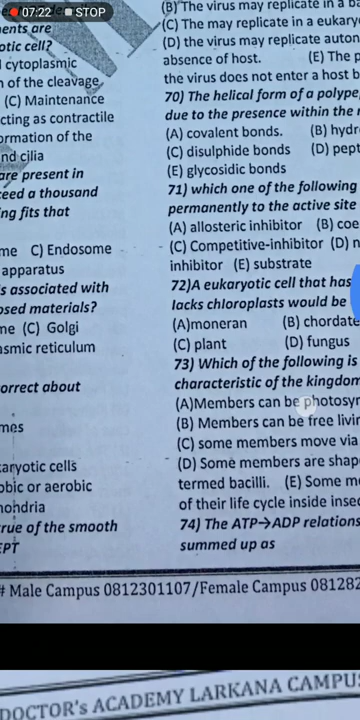 07:22 STOP
ents are
otic cell?
cytoplasmic
n of the cleavage
(C) Maintenance
cting as contractile
ormation of the
nd cilia
are present in
ceed a thousand
ing fits that
me C) Endosome
apparatus
s associated with
osed materials?
me (C) Golgi
asmic reticulum
orrect about
mes
karyotic cells
obic or aerobic
hohdria
rue of the smooth
EPT
(B) The virus may replicate in a ba
(C) The may replicate in a eukary
(D) the virus may replicate auton
absence of host. (E) The p
the virus does not enter a host b
70) The helical form of a polype
due to the presence within the
(A) covalent bonds. (B) hydr
(C) disulphide bonds (D) pept
(E) glycosidic bonds
71) which one of the following
permanently to the active site
(A) allosteric inhibitor (B) coe
(C) Competitive-inhibitor (D) n
inhibitor (E) substrate
72)A eukaryotic cell that has
lacks chloroplasts would be
(A)moneran (B) chordate
(C) plant (D) fungus
73) Which of the following is
characteristic of the kingdom
(A)Members can be photosyn
(B) Members can be free livin
(C) some members move via
(D) Some members are shap
termed bacilli. (E) Some m
of their life cycle inside insec
74) The ATP→ADP relations
summed up as
# Male Campus 0812301107/Female Campus 081282
DOCTOR's ACADEMY LARKANA CAMPUS